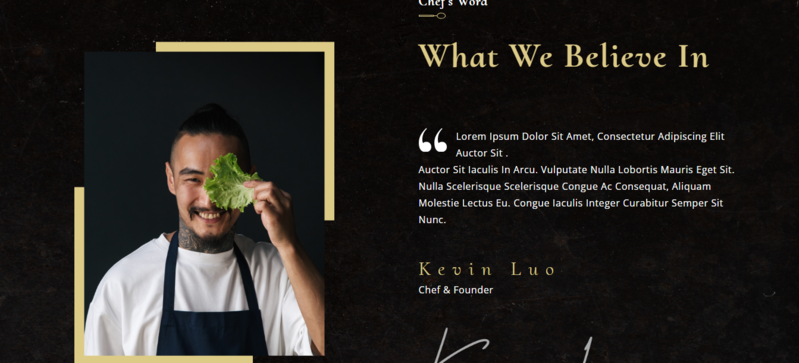 Chef's Word
What We Believe In
Lorem Ipsum Dolor Sit Amet, Consectetur Adipiscing Elit
Auctor Sit .
Auctor Sit Iaculis In Arcu. Vulputate Nulla Lobortis Mauris Eget Sit.
Nulla Scelerisque Scelerisque Congue Ac Consequat, Aliquam
Molestie Lectus Eu. Congue Iaculis Integer Curabitur Semper Sit
Nunc.
Kevin Luo
Chef & Founder